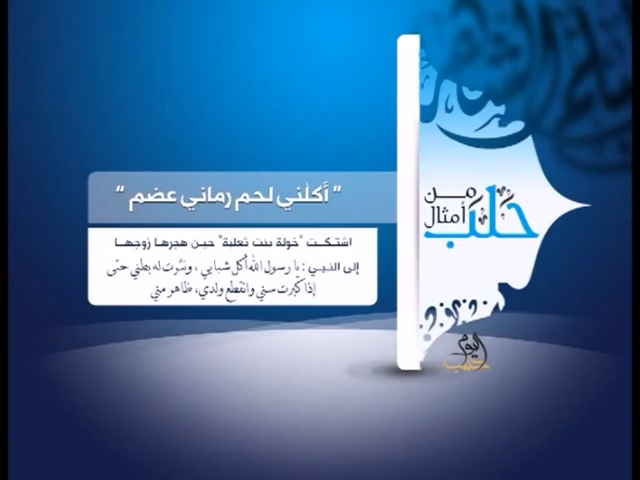 من
أمثال
حلب
" أكلني لحم رماني عضم "
اشتكت "خولة بنت ثعلبة" حين هجرها زوجها
إلى النبي : يا رسول الله أكل شبابي ، ونثرت له بطني حتى
إذا كبرت سني وانقطع ولدي، ظاهر مني
حلب
اليوم